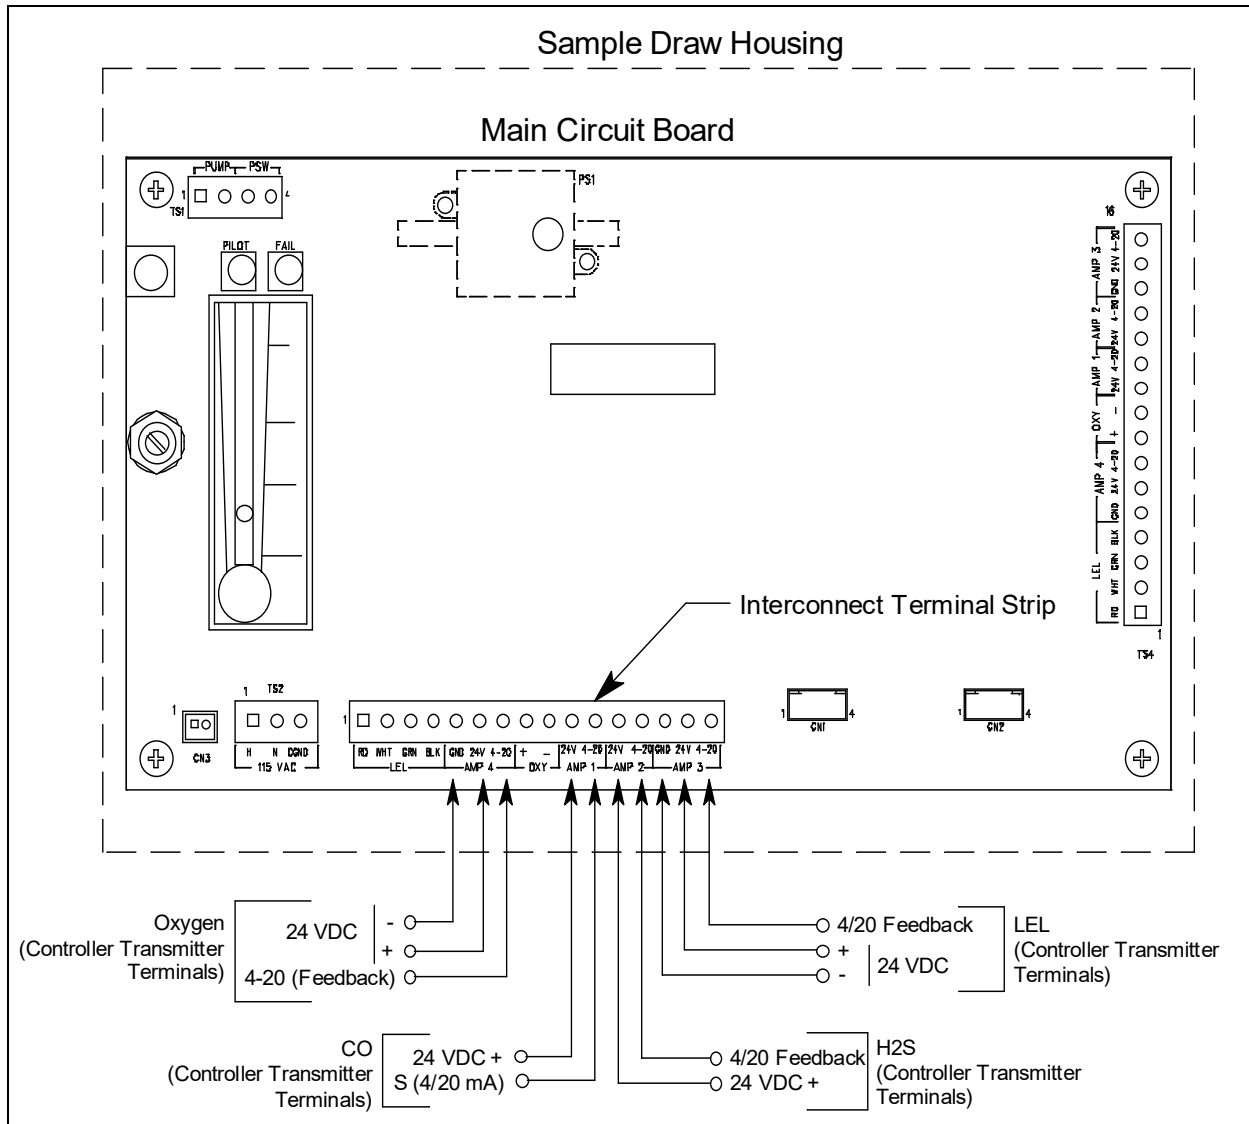 Sample Draw Housing
Main Circuit Board
PUMP PSW
1
TS1
PS1
PILOT FAIL
16
AMP 3 GND 24V 4-20
AMP 2 24V 4-20
AMP 1 24V 4-20
OXY + -
AMP 4 GND 24V 4-20
LEL RD WHT GRN BLK
1
TS4
Interconnect Terminal Strip
1
CN3
1 TS2
H N CGND
115 VAC
1
RD WHT GRN BLK GND 24V 4-20 + - 24V 4-20 24V 4-20 GND 24V 4-20
LEL AMP 4 OXY AMP 1 AMP 2 AMP 3
1 CN1 4
1 CN2 4
Oxygen
(Controller Transmitter
Terminals)
24 VDC
-
+
4-20 (Feedback)
4/20 Feedback
+
-
24 VDC
LEL
(Controller Transmitter
Terminals)
CO
(Controller Transmitter
Terminals)
24 VDC +
S (4/20 mA)
4/20 Feedback
24 VDC +
H2S
(Controller Transmitter
Terminals)